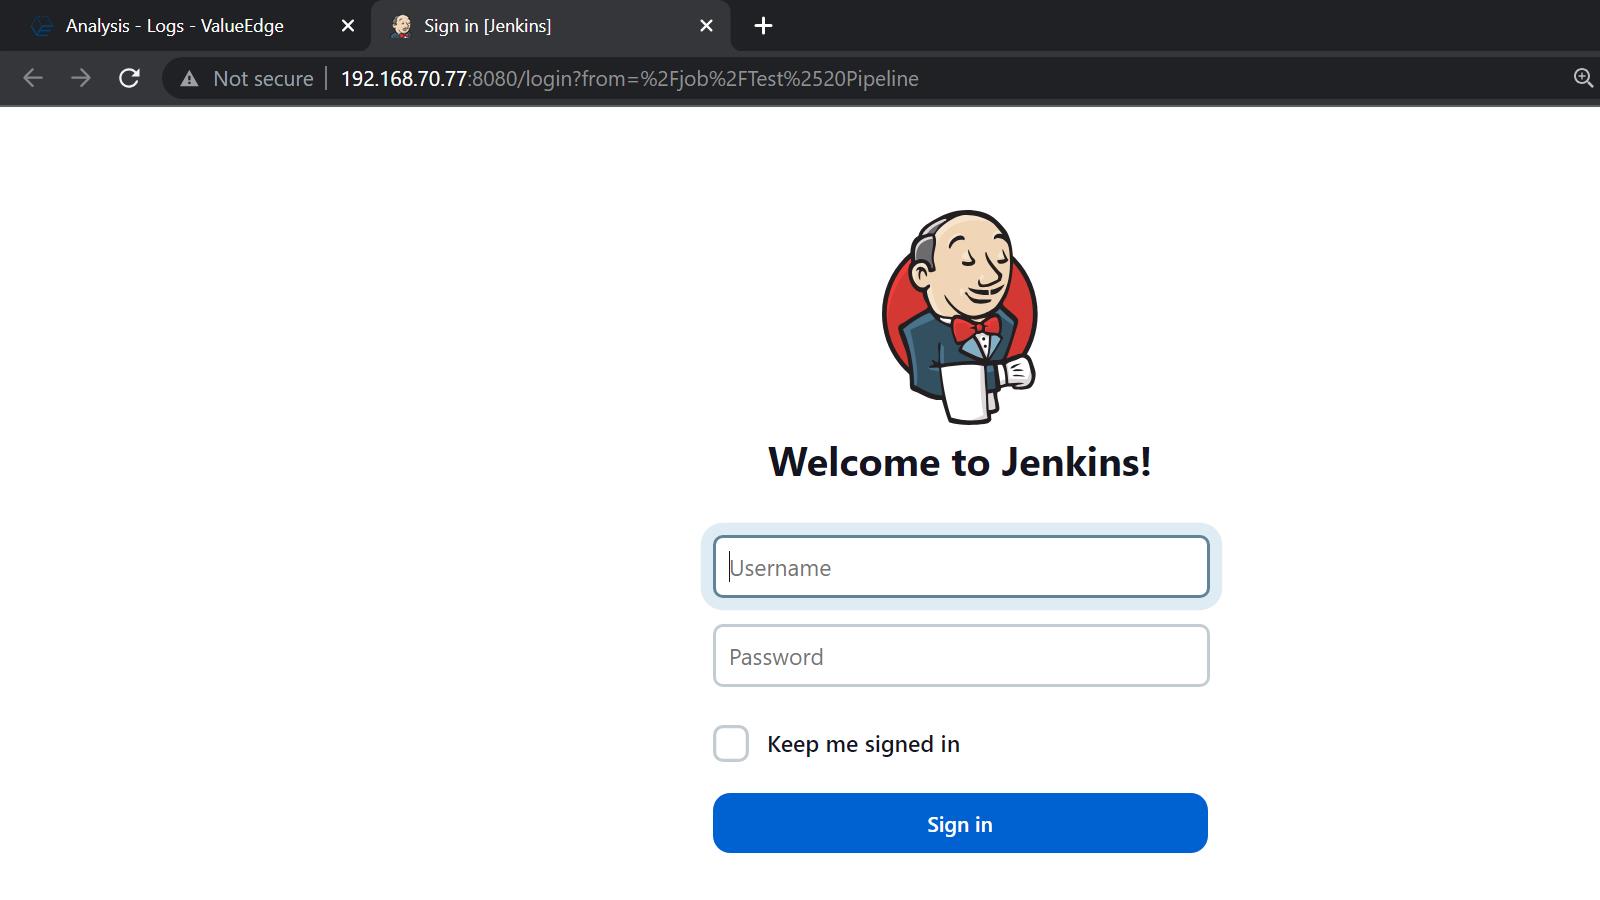 Analysis - Logs - ValueEdge
Sign in [Jenkins]
Not secure
192.168.70.77:8080/login?from=%2Fjob%2FTest%2520Pipeline
Welcome to Jenkins!
Username
Password
Keep me signed in
Sign in